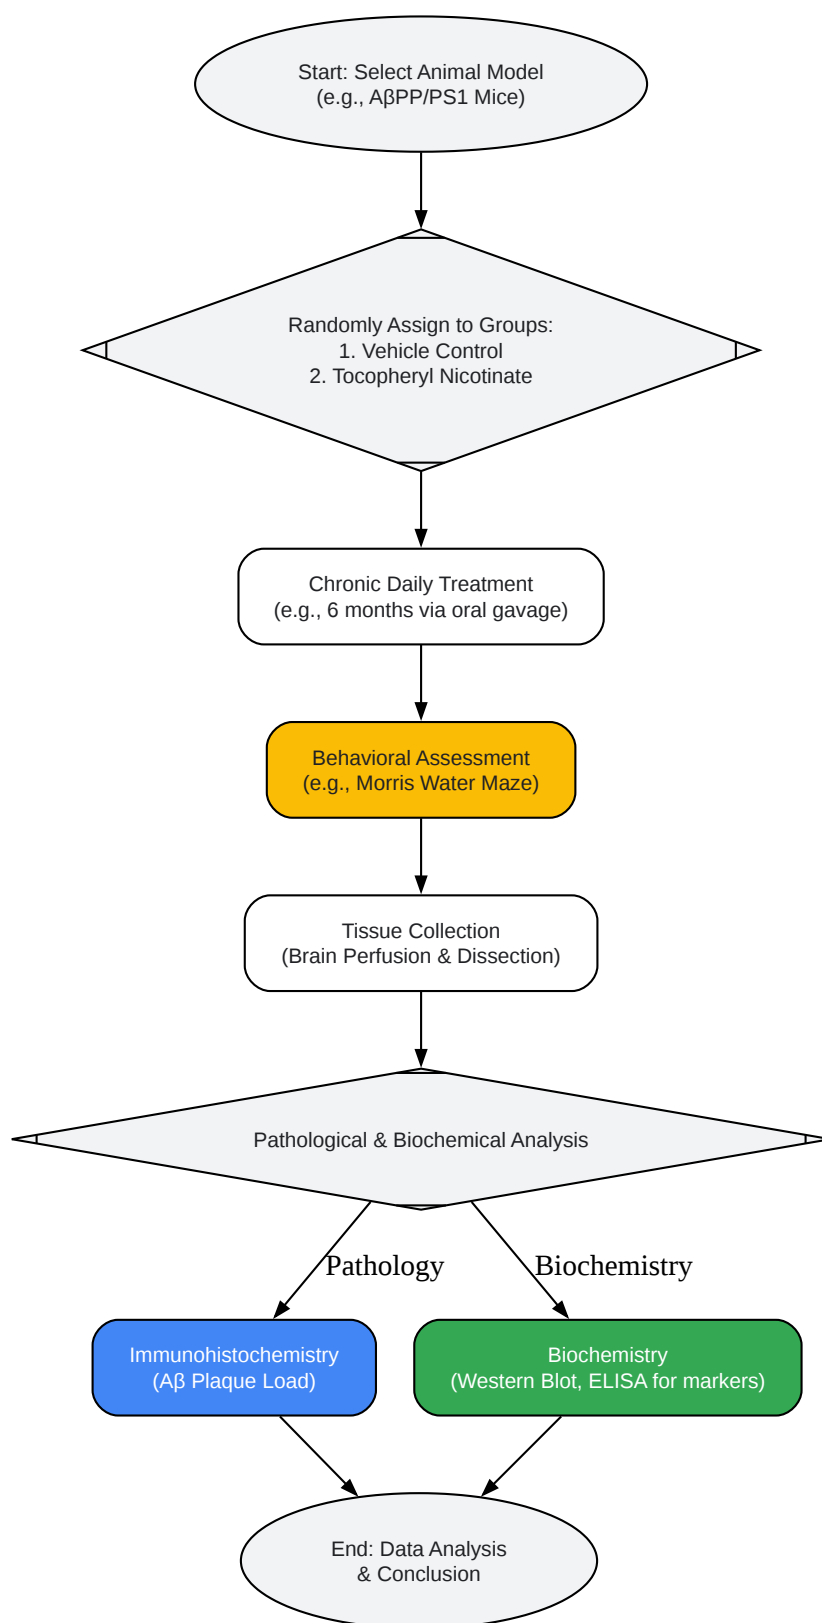 Start: Select Animal Model
(e.g., AβPP/PS1 Mice)
Randomly Assign to Groups:
1. Vehicle Control
2. Tocopheryl Nicotinate
Chronic Daily Treatment
(e.g., 6 months via oral gavage)
Behavioral Assessment
(e.g., Morris Water Maze)
Tissue Collection
(Brain Perfusion & Dissection)
Pathological & Biochemical Analysis
Pathology
Biochemistry
Immunohistochemistry
(Aβ Plaque Load)
Biochemistry
(Western Blot, ELISA for markers)
End: Data Analysis
& Conclusion